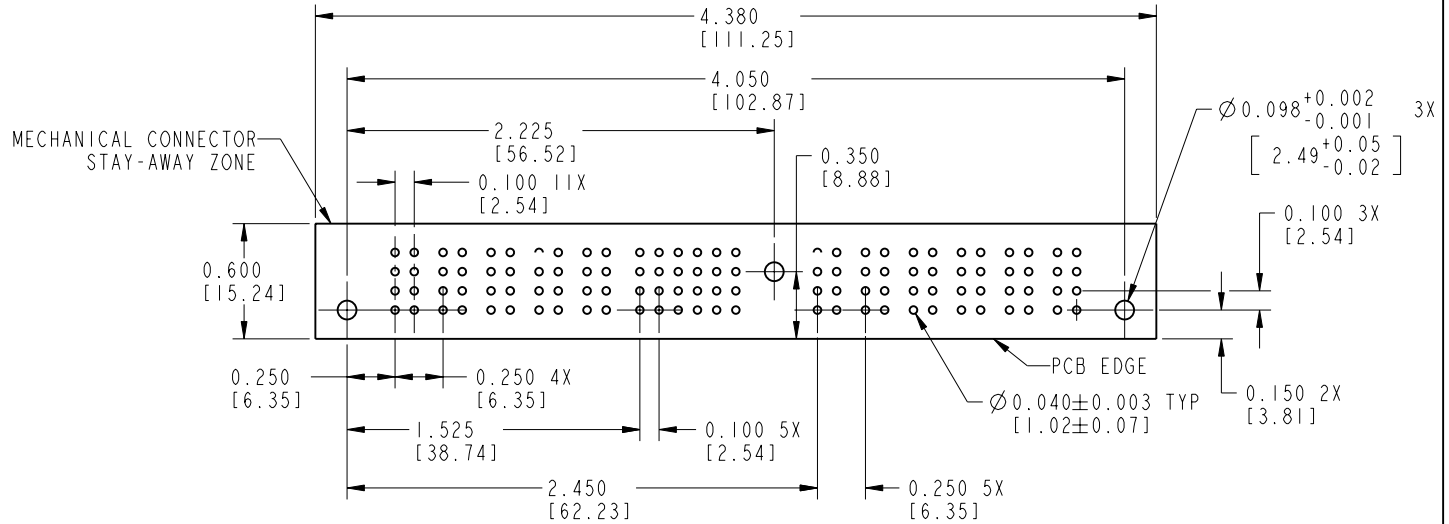 4.380
[111.25]
4.050
[102.87]
Ø0.098 +0.002 3X
-0.001
[2.49 +0.05]
-0.02
MECHANICAL CONNECTOR
STAY-AWAY ZONE
2.225
[56.52]
0.350
[8.88]
0.100 11X
[2.54]
0.100 3X
[2.54]
0.600
[15.24]
PCB EDGE
0.250
[6.35]
0.250 4X
[6.35]
Ø0.040±0.003 TYP
[1.02±0.07]
0.150 2X
[3.81]
1.525
[38.74]
0.100 5X
[2.54]
2.450
[62.23]
0.250 5X
[6.35]